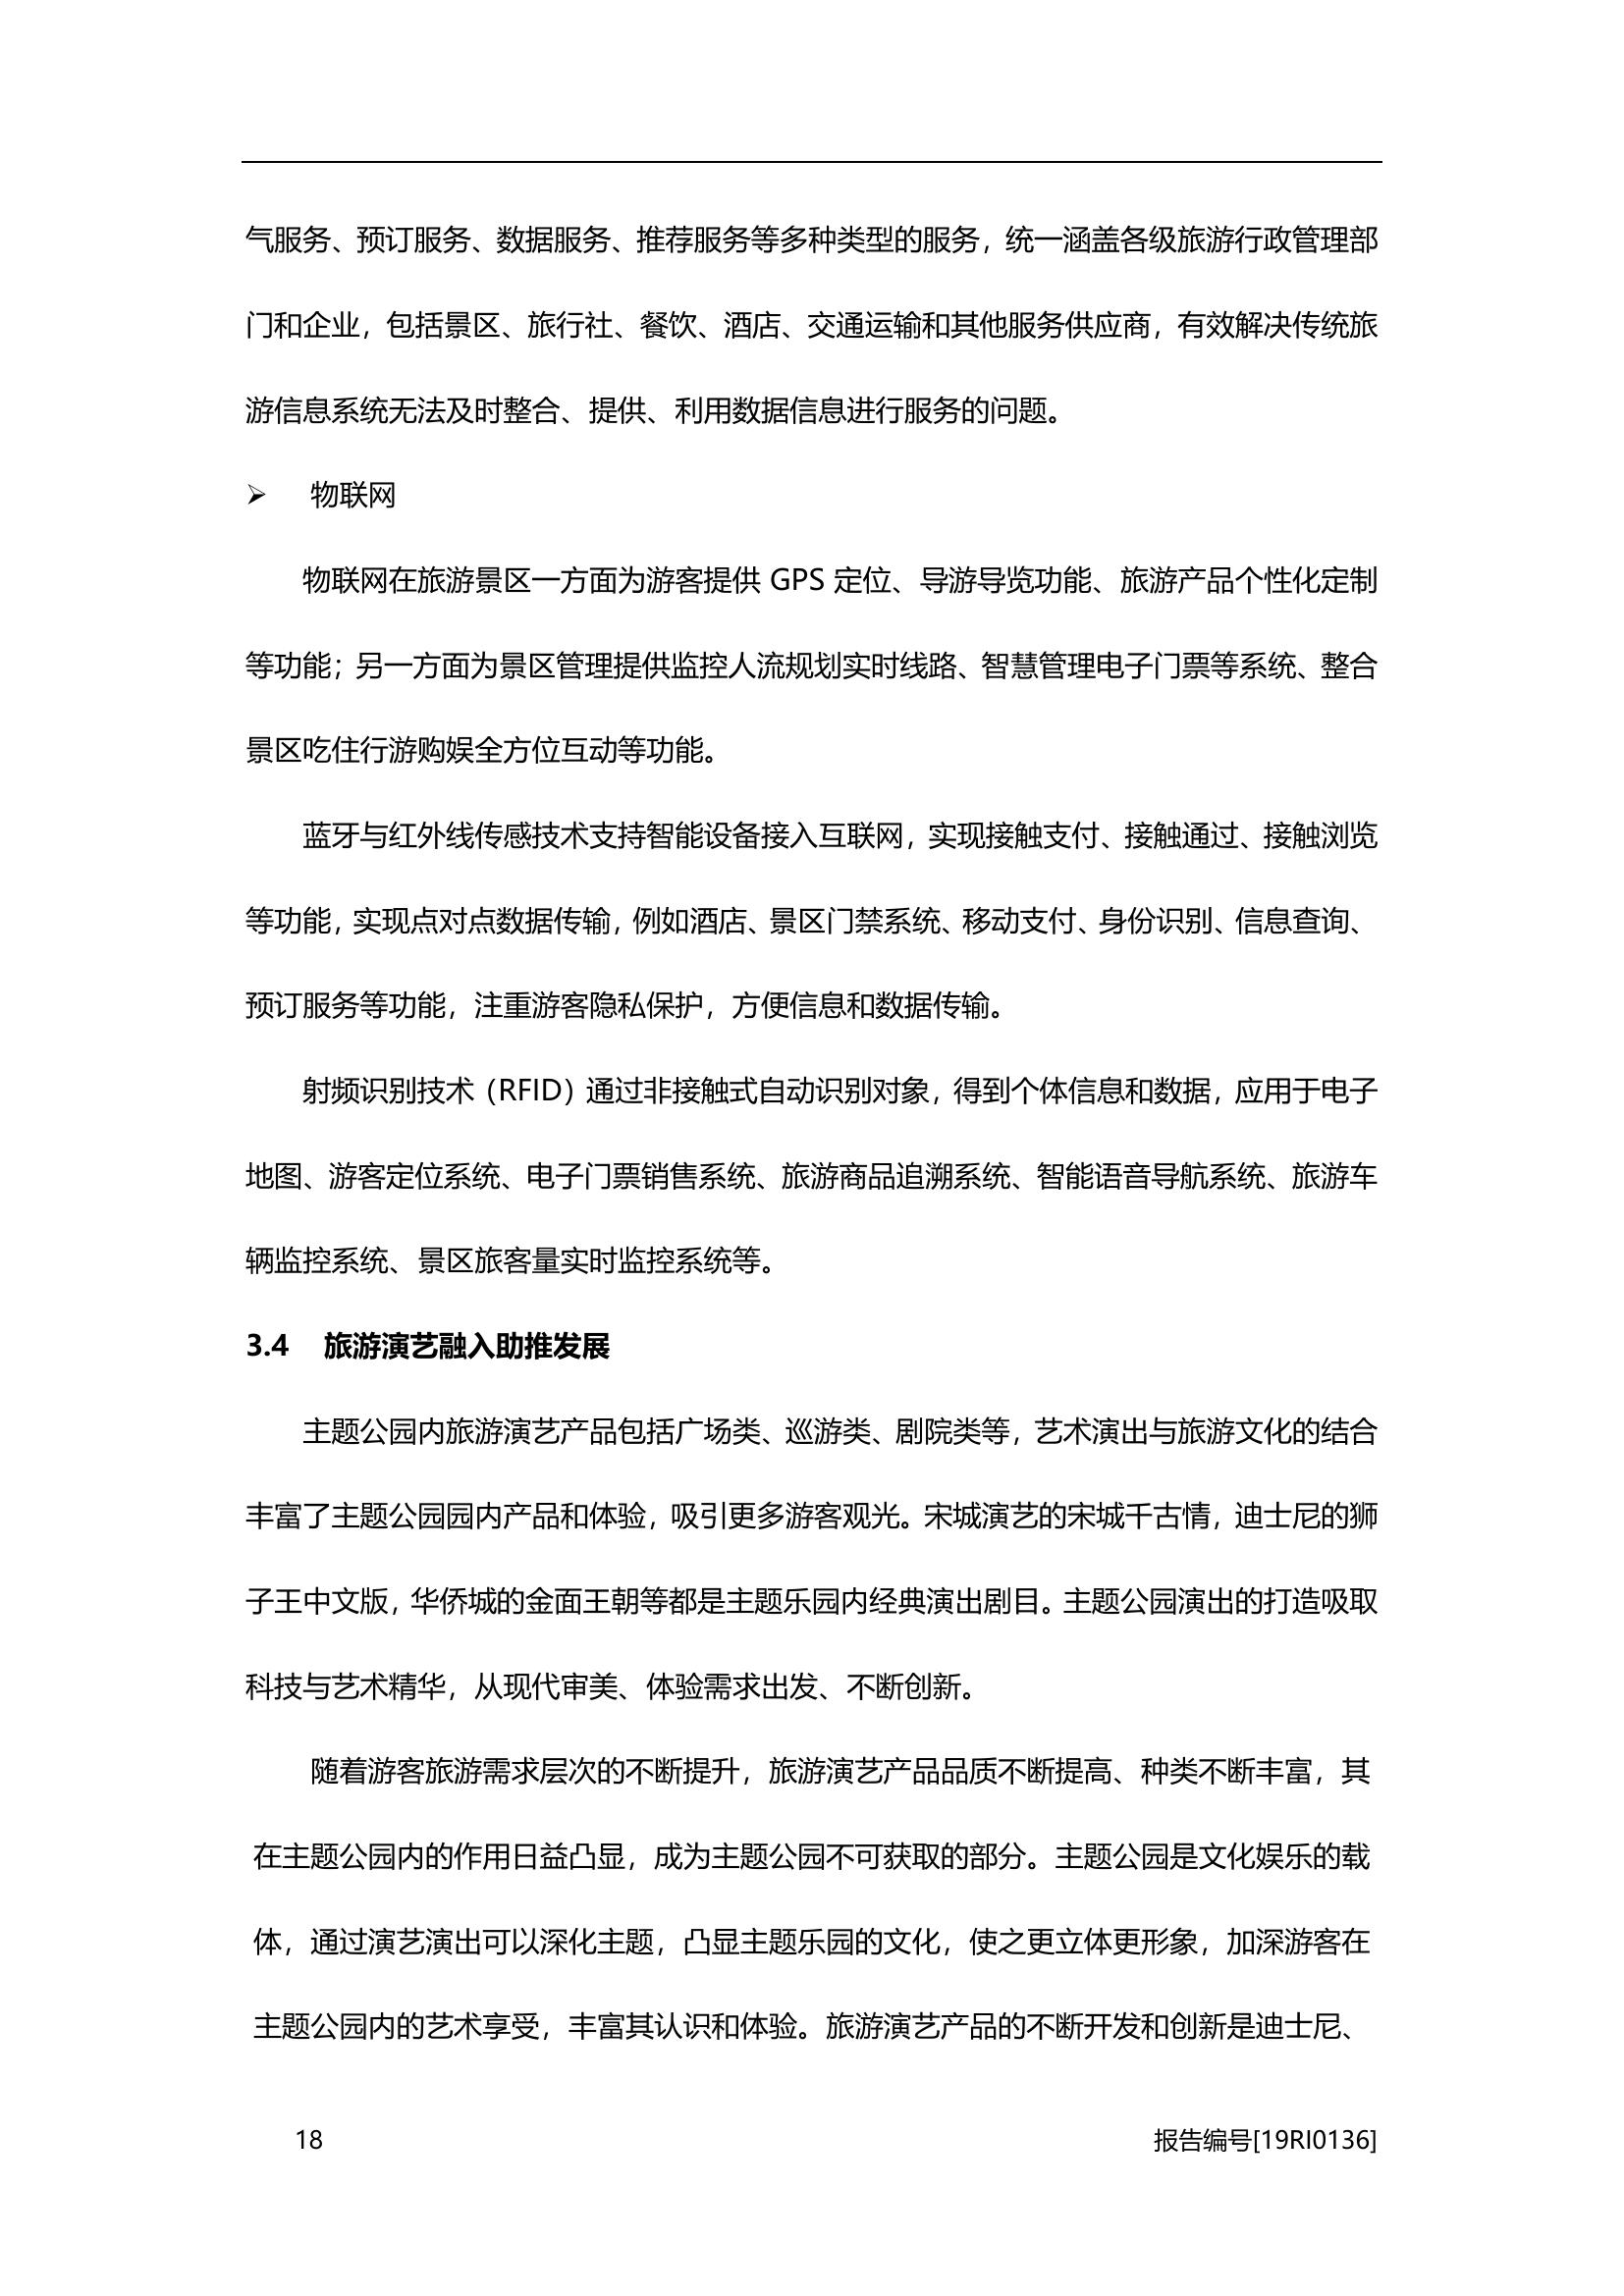 气服务、预订服务、数据服务、推荐服务等多种类型的服务，统一涵盖各级旅游行政管理部
门和企业，包括景区、旅行社、餐饮、酒店、交通运输和其他服务供应商，有效解决传统旅
游信息系统无法及时整合、提供、利用数据信息进行服务的问题。
➢ 物联网
物联网在旅游景区一方面为游客提供 GPS 定位、导游导览功能、旅游产品个性化定制
等功能；另一方面为景区管理提供监控人流规划实时线路、智慧管理电子门票等系统、整合
景区吃住行游购娱全方位互动等功能。
蓝牙与红外线传感技术支持智能设备接入互联网，实现接触支付、接触通过、接触浏览
等功能，实现点对点数据传输，例如酒店、景区门禁系统、移动支付、身份识别、信息查询、
预订服务等功能，注重游客隐私保护，方便信息和数据传输。
射频识别技术（RFID）通过非接触式自动识别对象，得到个体信息和数据，应用于电子
地图、游客定位系统、电子门票销售系统、旅游商品追溯系统、智能语音导航系统、旅游车
辆监控系统、景区旅客量实时监控系统等。
3.4 旅游演艺融入助推发展
主题公园内旅游演艺产品包括广场类、巡游类、剧院类等，艺术演出与旅游文化的结合
丰富了主题公园园内产品和体验，吸引更多游客观光。宋城演艺的宋城千古情，迪士尼的狮
子王中文版，华侨城的金面王朝等都是主题乐园内经典演出剧目。主题公园演出的打造吸取
科技与艺术精华，从现代审美、体验需求出发、不断创新。
随着游客旅游需求层次的不断提升，旅游演艺产品品质不断提高、种类不断丰富，其
在主题公园内的作用日益凸显，成为主题公园不可获取的部分。主题公园是文化娱乐的载
体，通过演艺演出可以深化主题，凸显主题乐园的文化，使之更立体更形象，加深游客在
主题公园内的艺术享受，丰富其认识和体验。旅游演艺产品的不断开发和创新是迪士尼、
18 报告编号[19RI0136]